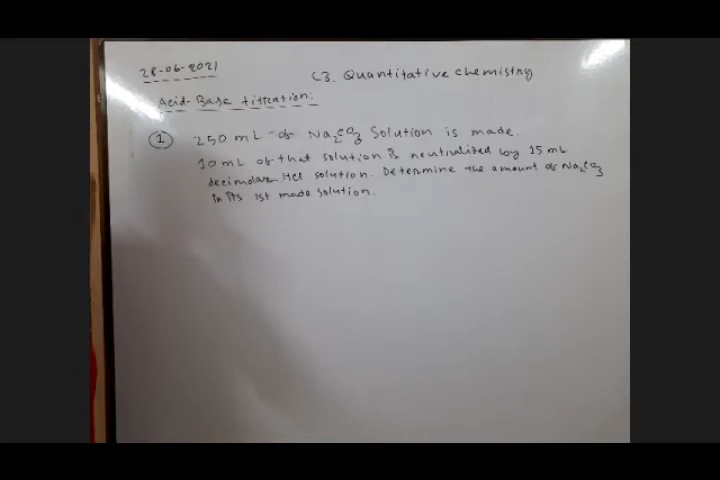 28-06-2021
C3. Quantitative chemistry
Acid-Base titration:
1 250 mL of Na2CO3 Solution is made.
10 mL of that solution is neutralized by 15 mL
decimolar HCl solution. Determine the amount of Na2CO3
in its 1st made solution.